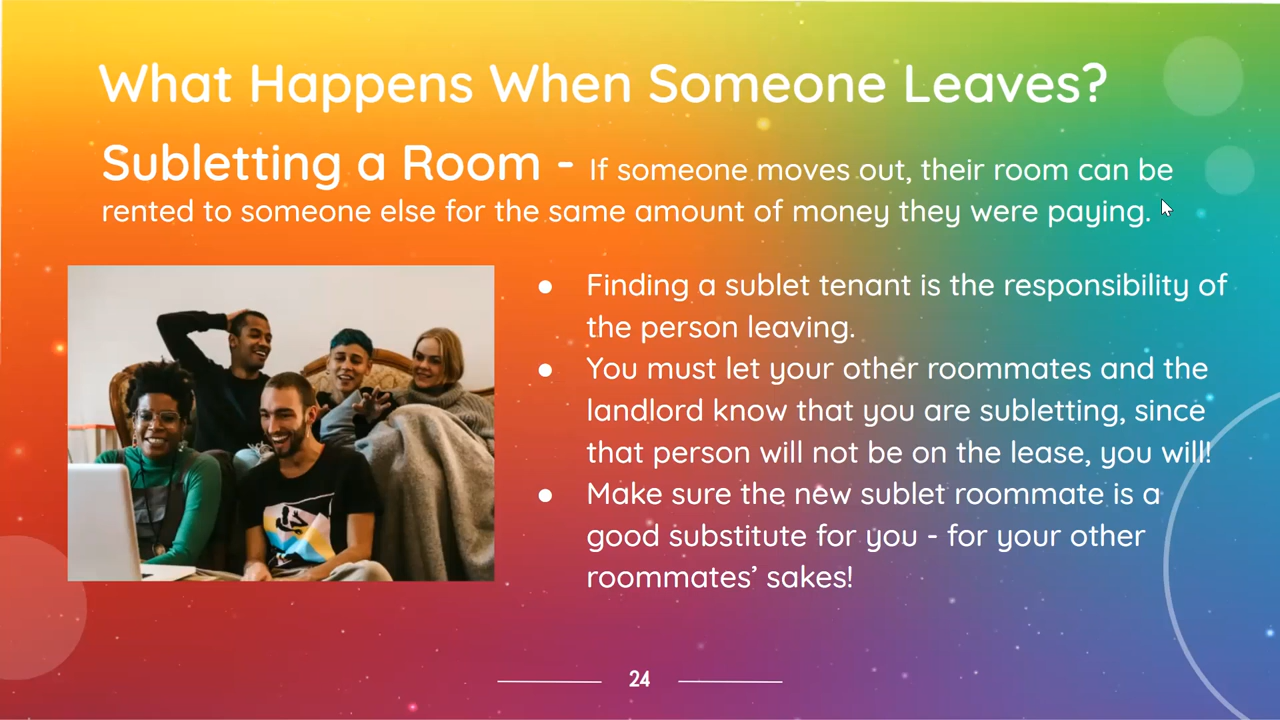 What Happens When Someone Leaves?
Subletting a Room - If someone moves out, their room can be
rented to someone else for the same amount of money they were paying.
● Finding a sublet tenant is the responsibility of
the person leaving.
● You must let your other roommates and the
landlord know that you are subletting, since
that person will not be on the lease, you will!
● Make sure the new sublet roommate is a
good substitute for you - for your other
roommates’ sakes!
24